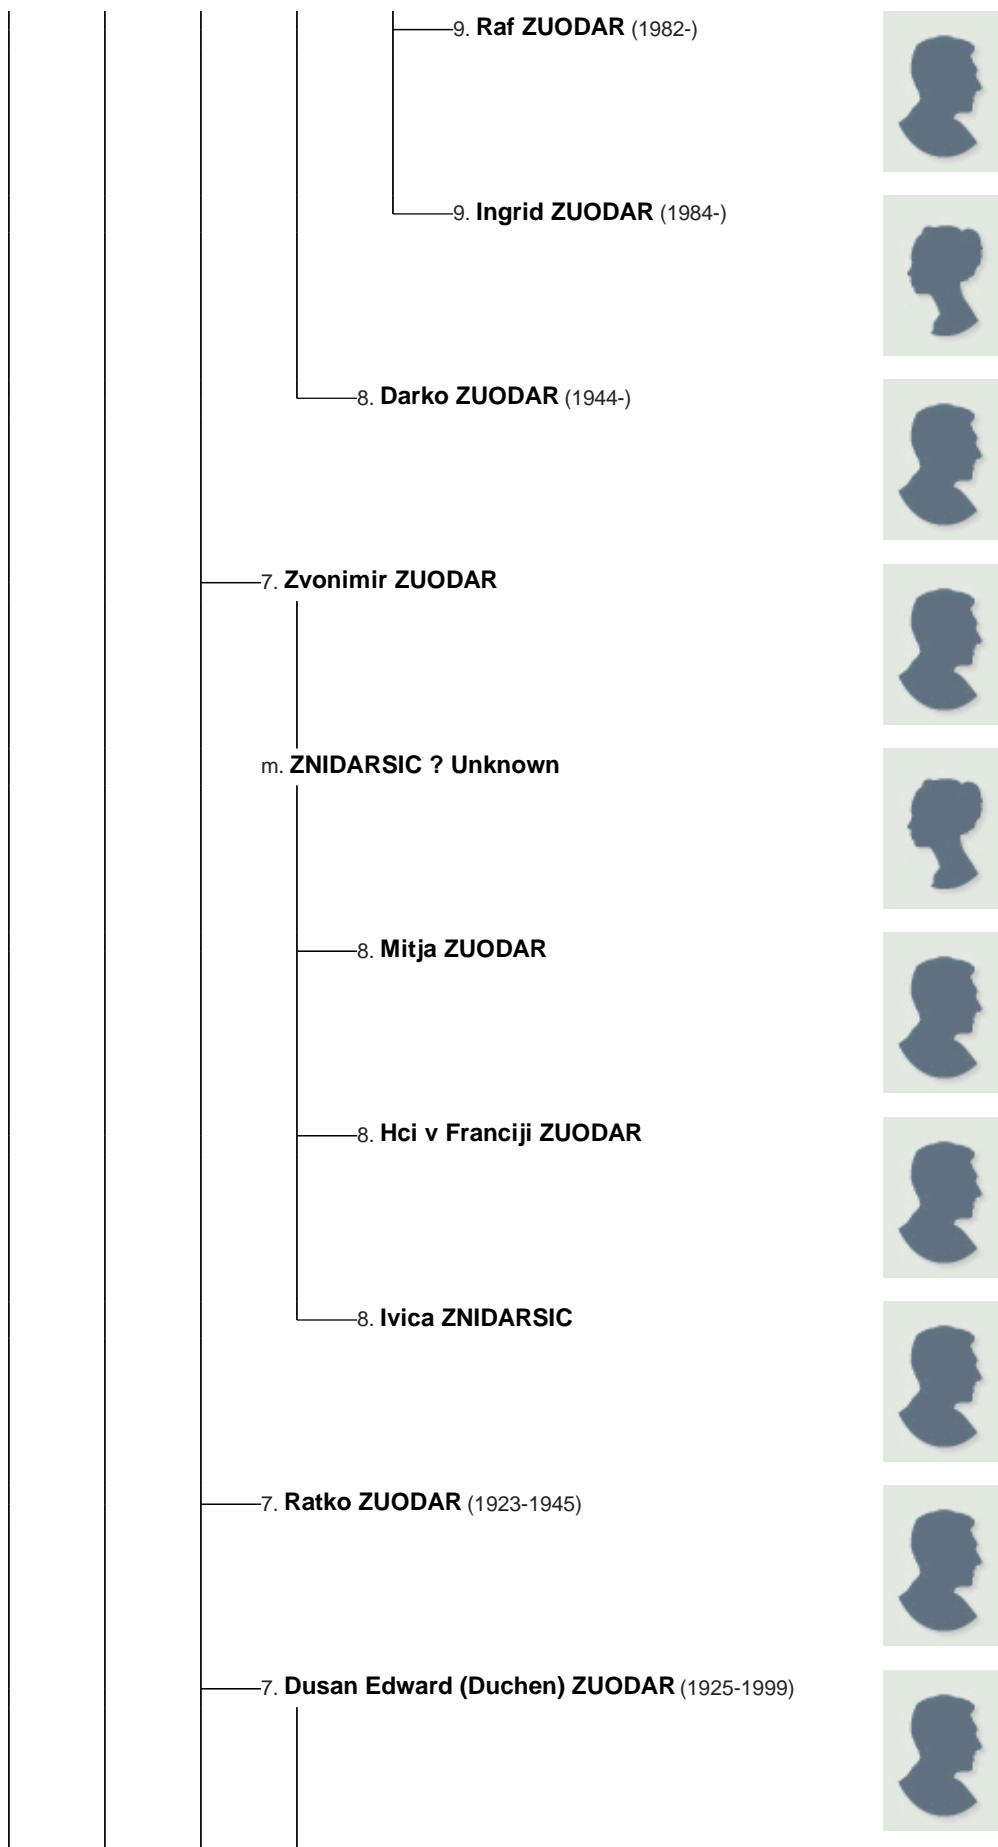 9. Raf ZUODAR (1982-)
9. Ingrid ZUODAR (1984-)
8. Darko ZUODAR (1944-)
7. Zvonimir ZUODAR
m. ZNIDARSIC ? Unknown
8. Mitja ZUODAR
8. Hci v Franciji ZUODAR
8. Ivica ZNIDARSIC
7. Ratko ZUODAR (1923-1945)
7. Dusan Edward (Duchen) ZUODAR (1925-1999)